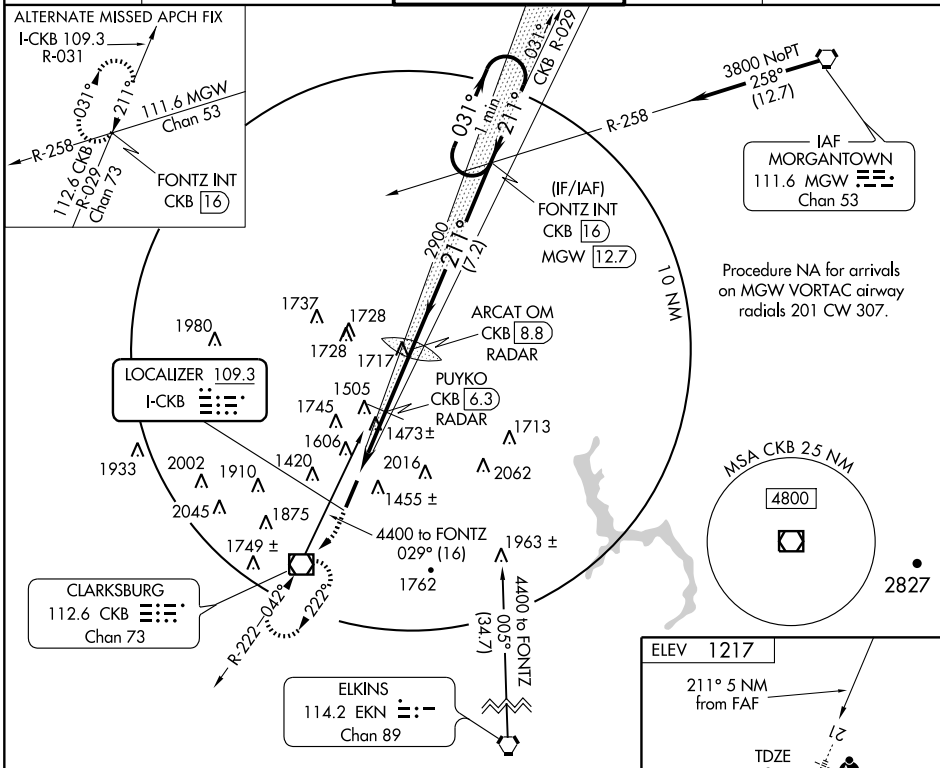 ALTERNATE MISSED APCH FIX
I-CKB 109.3
R-031
031°
211°
111.6 MGW
Chan 53
R-258
112.6 CKB
R-029
Chan 73
FONTZ INT
CKB 16
031°
CKB R-029
031°
1 min
211°
3800 NoPT
258°
(12.7)
R-258
IAF
MORGANTOWN
111.6 MGW
Chan 53
(IF/IAF)
FONTZ INT
CKB 16
MGW 12.7
2900
211°
(7.2)
10 NM
Procedure NA for arrivals
on MGW VORTAC airway
radials 201 CW 307.
1737
1728
1728
1980
1717
ARCAT OM
CKB 8.8
RADAR
LOCALIZER 109.3
I-CKB
1505
PUYKO
CKB 6.3
RADAR
1745
1473 ±
1713
1606
1933
2002
1910
1420
2016
2062
1455 ±
2045
1875
MSA CKB 25 NM
4800
4400 to FONTZ
029° (16)
1749 ±
1963 ±
1762
2827
CLARKSBURG
112.6 CKB
Chan 73
R-222
042°
222°
4400 to FONTZ
005°
(34.7)
ELKINS
114.2 EKN
Chan 89
ELEV 1217
211° 5 NM
from FAF
21
TDZE